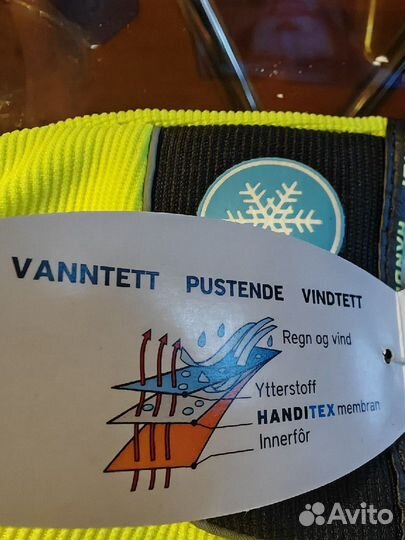 VANNTETT PUSTENDE VINDTETT
Regn og vind
Ytterstoff
HANDITEX membran
Innerfôr
Avito